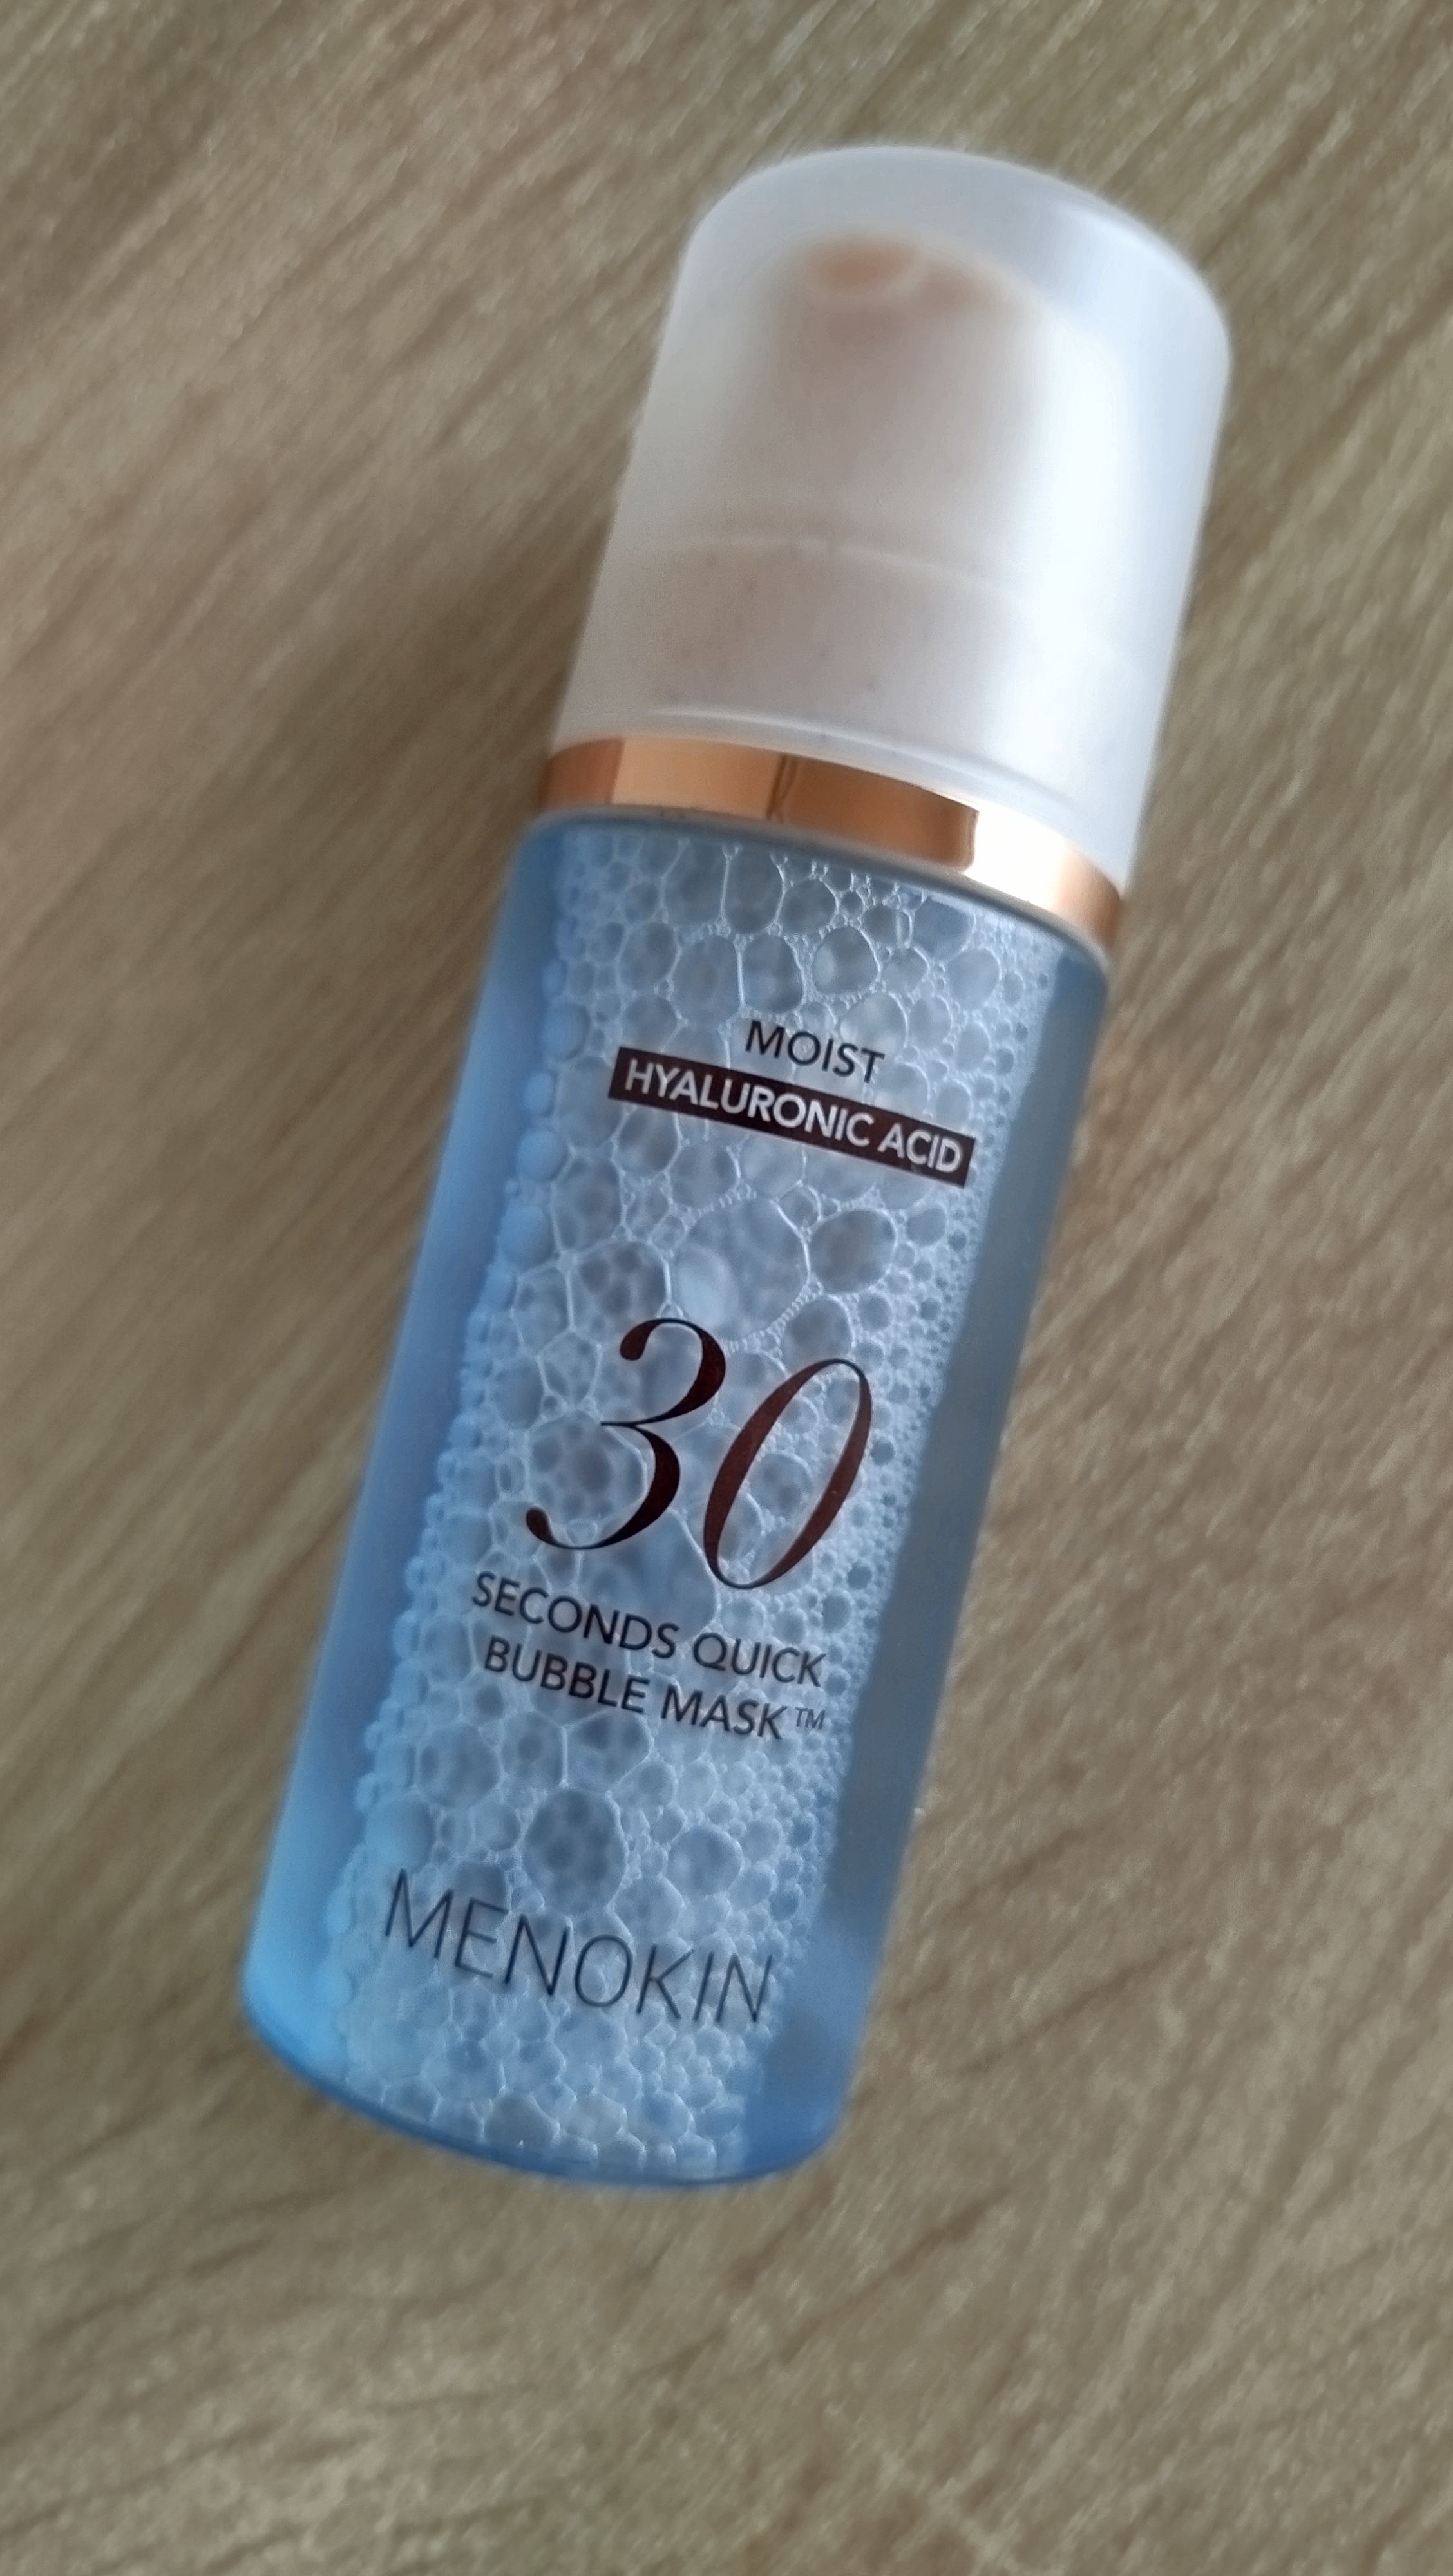 MOIST
HYALURONIC ACID
30
SECONDS QUICK
BUBBLE MASK™
MENOKIN